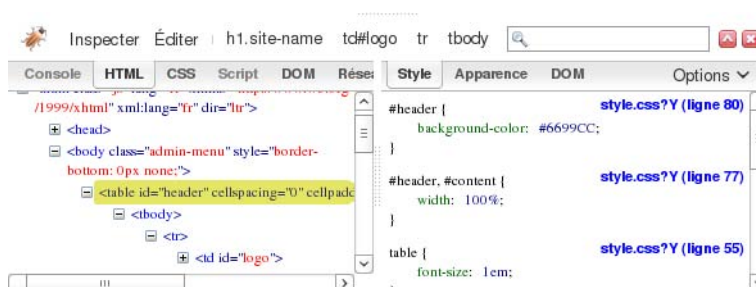 Inspecter Éditer h1.site-name td#logo tr tbody
Console HTML CSS Script DOM Résea
Style Apparence DOM Options
/1999/xhtml" xml:lang="fr" dir="ltr">
<head>
<body class="admin-menu" style="border-
bottom: 0px none;">
<table id="header" cellspacing="0" cellpadd
<tbody>
<tr>
<td id="logo">
#header { style.css?Y (ligne 80)
background-color: #6699CC;
}
#header, #content { style.css?Y (ligne 77)
width: 100%;
}
table { style.css?Y (ligne 55)
font-size: 1em;